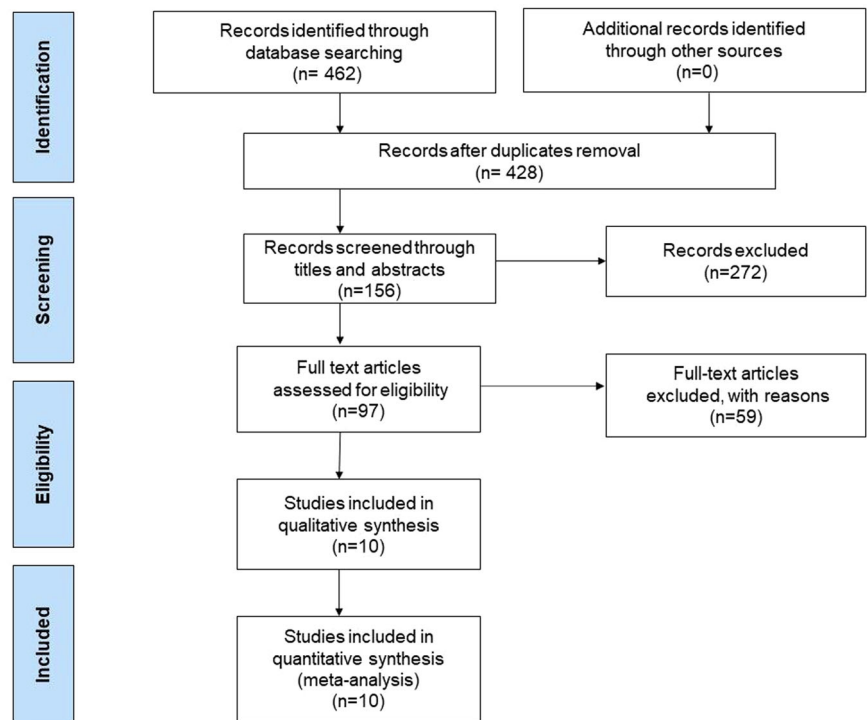 Identification
Records identified through
database searching
(n= 462)
Additional records identified
through other sources
(n=0)
Records after duplicates removal
(n= 428)
Screening
Records screened through
titles and abstracts
(n=156)
Records excluded
(n=272)
Eligibility
Full text articles
assessed for eligibility
(n=97)
Full-text articles
excluded, with reasons
(n=59)
Studies included in
qualitative synthesis
(n=10)
Included
Studies included in
quantitative synthesis
(meta-analysis)
(n=10)